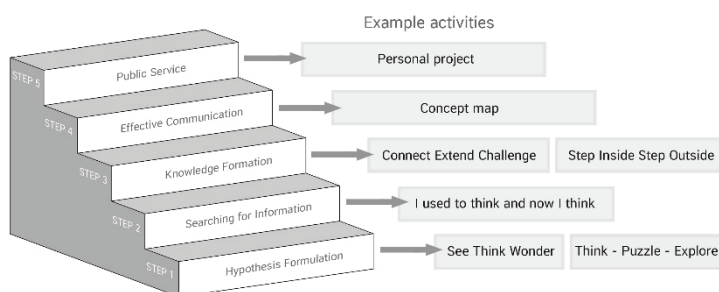 Example activities
STEP 5
Public Service
Personal project
STEP 4
Effective Communication
Concept map
STEP 3
Knowledge Formation
Connect Extend Challenge
Step Inside Step Outside
STEP 2
Searching for Information
I used to think and now I think
STEP 1
Hypothesis Formulation
See Think Wonder
Think - Puzzle - Explore